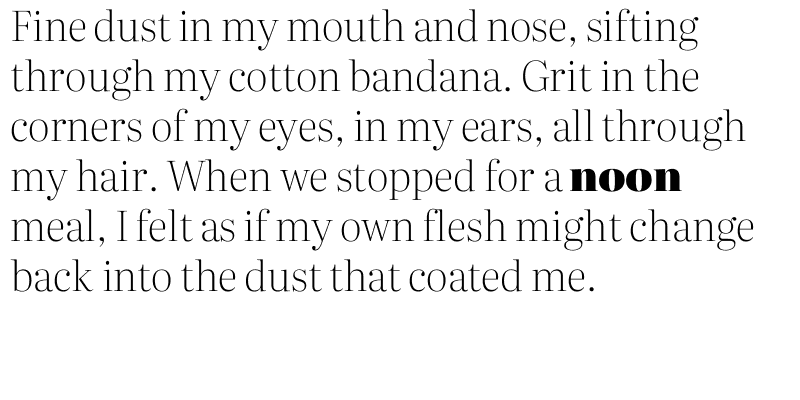 Fine dust in my mouth and nose, sifting
through my cotton bandana. Grit in the
corners of my eyes, in my ears, all through
my hair. When we stopped for a noon
meal, I felt as if my own flesh might change
back into the dust that coated me.